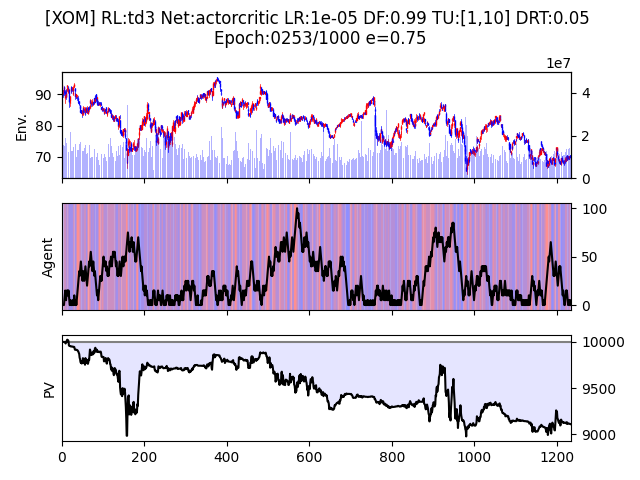 [XOM] RL:td3 Net:actorcritic LR:1e-05 DF:0.99 TU:[1,10] DRT:0.05
Epoch:0253/1000 e=0.75
1e7
Env.
90
80
70
4
2
0
Agent
100
50
0
PV
10000
9500
9000
0 200 400 600 800 1000 1200